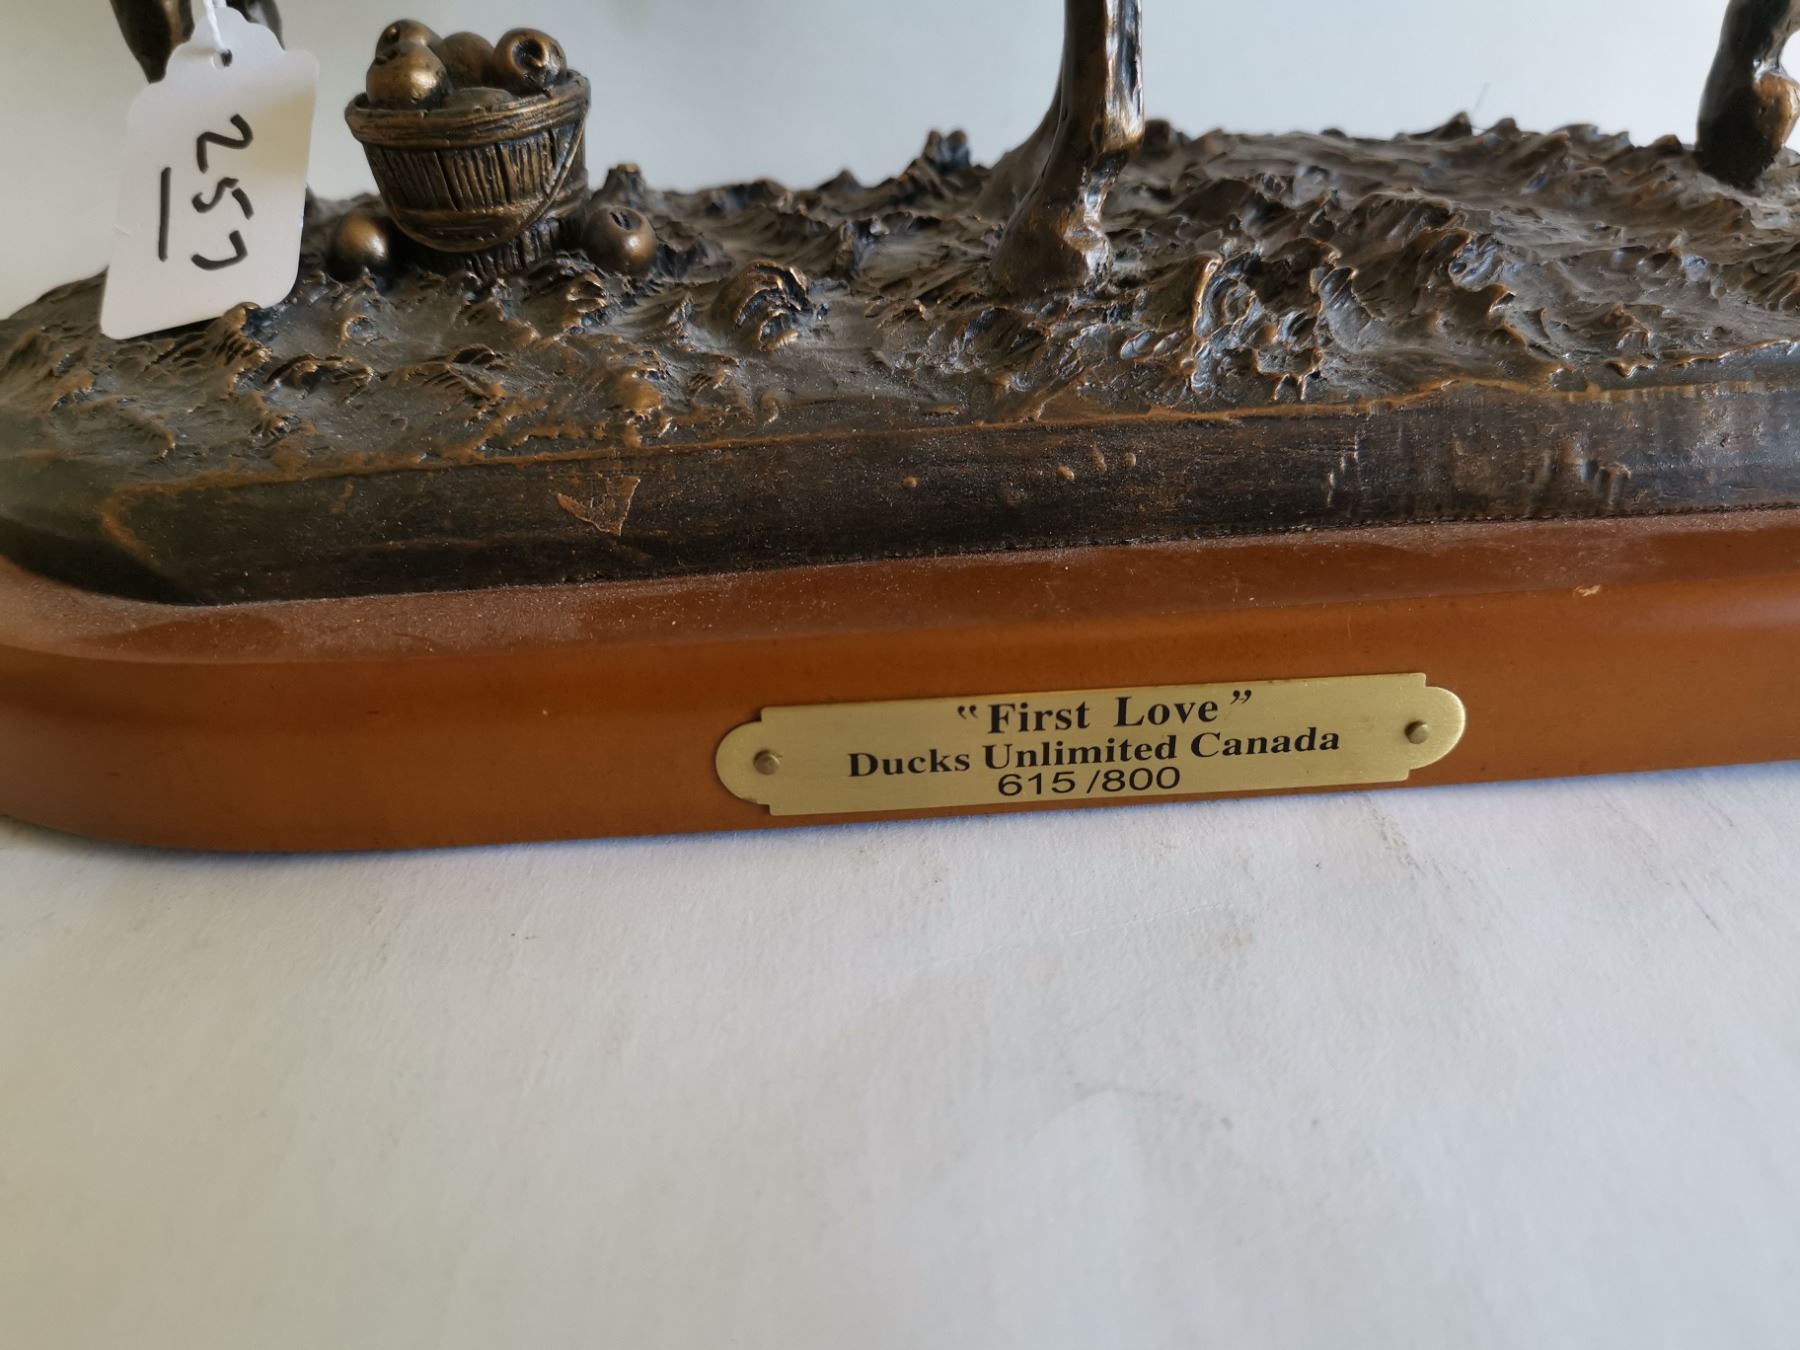 257
“First Love”
Ducks Unlimited Canada
615/800